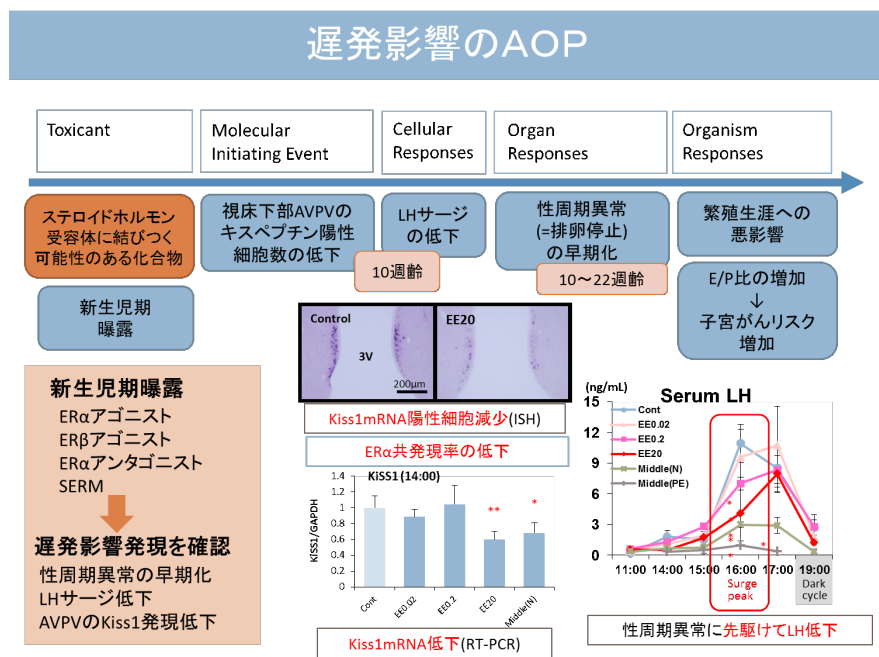 遅発影響のAOP
Toxicant
Molecular
Initiating Event
Cellular
Responses
Organ
Responses
Organism
Responses
ステロイドホルモン
受容体に結びつく
可能性のある化合物
新生児期
曝露
視床下部AVPVの
キスペプチン陽性
細胞数の低下
LHサージ
の低下
10週齢
性周期異常
(=排卵停止)
の早期化
10～22週齢
繁殖生涯への
悪影響
E/P比の増加
↓
子宮がんリスク
増加
新生児期曝露
ERαアゴニスト
ERβアゴニスト
ERαアンタゴニスト
SERM
遅発影響発現を確認
性周期異常の早期化
LHサージ低下
AVPVのKiss1発現低下
Control
3V
200μm
EE20
Kiss1mRNA陽性細胞減少(ISH)
ERα共発現率の低下
KiSS1 (14:00)
KISS1/GAPDH
1.4
1.2
1
0.8
0.6
0.4
0.2
0
**
*
Cont
EE0.02
EE0.2
EE20
Middle(N)
Kiss1mRNA低下(RT-PCR)
(ng/mL)
Serum LH
15
12
9
6
3
0
Cont
EE0.02
EE0.2
EE20
Middle(N)
Middle(PE)
*
*
*
*
*
*
11:00
14:00
15:00
16:00
17:00
19:00
Surge
peak
Dark
cycle
性周期異常に先駆けてLH低下